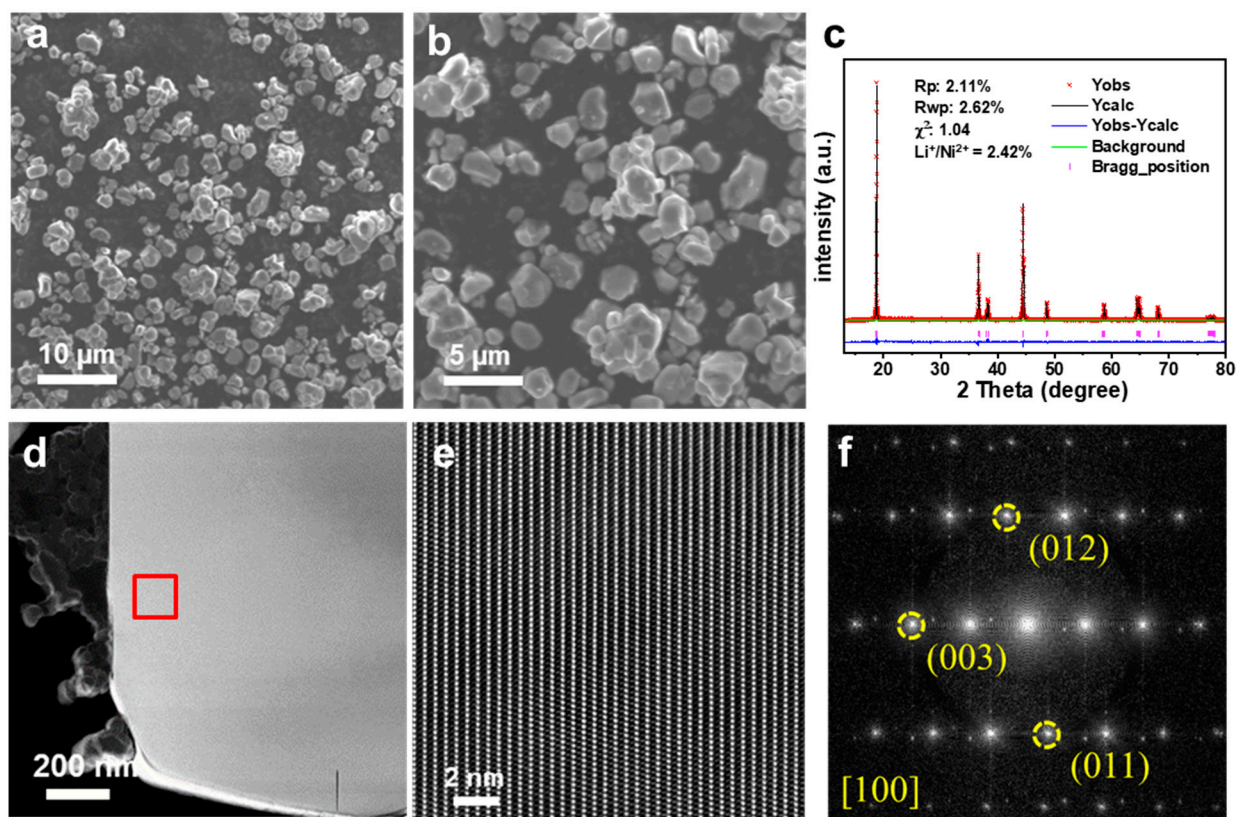 a
10 μm
b
5 μm
c
Rp: 2.11%
Rwp: 2.62%
χ²: 1.04
Li⁺/Ni²⁺ = 2.42%
Yobs
Ycalc
Yobs-Ycalc
Background
Bragg_position
intensity (a.u.)
20 30 40 50 60 70 80
2 Theta (degree)
d
200 nm
e
2 nm
f
(012)
(003)
(011)
[100]